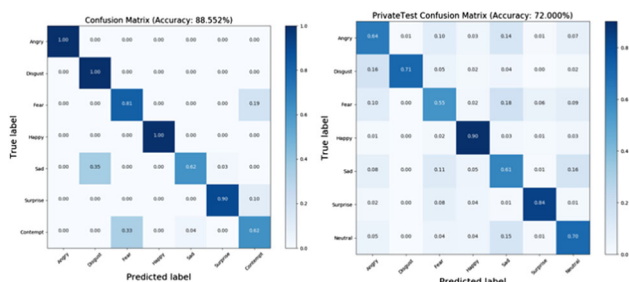 Confusion Matrix (Accuracy: 88.552%)
Angry 1.00 0.00 0.00 0.00 0.00 0.00 0.00
Disgust 0.00 1.00 0.00 0.00 0.00 0.00 0.00
Fear 0.00 0.00 0.81 0.00 0.00 0.00 0.19
Happy 0.00 0.00 0.00 1.00 0.00 0.00 0.00
Sad 0.00 0.35 0.00 0.00 0.62 0.03 0.00
Surprise 0.00 0.00 0.00 0.00 0.00 0.90 0.10
Contempt 0.00 0.00 0.33 0.00 0.04 0.00 0.62
Angry Disgust Fear Happy Sad Surprise Contempt
True label
Predicted label
1.0
0.8
0.6
0.4
0.2
0.0
PrivateTest Confusion Matrix (Accuracy: 72.000%)
Angry 0.64 0.01 0.10 0.03 0.14 0.01 0.07
Disgust 0.16 0.71 0.05 0.02 0.04 0.00 0.02
Fear 0.10 0.00 0.55 0.02 0.18 0.06 0.09
Happy 0.01 0.00 0.02 0.90 0.03 0.01 0.03
Sad 0.06 0.00 0.11 0.05 0.61 0.01 0.16
Surprise 0.02 0.00 0.08 0.04 0.01 0.84 0.01
Neutral 0.05 0.00 0.04 0.04 0.15 0.01 0.70
Angry Disgust Fear Happy Sad Surprise Neutral
True label
Predicted label
0.8
0.6
0.4
0.2
0.0